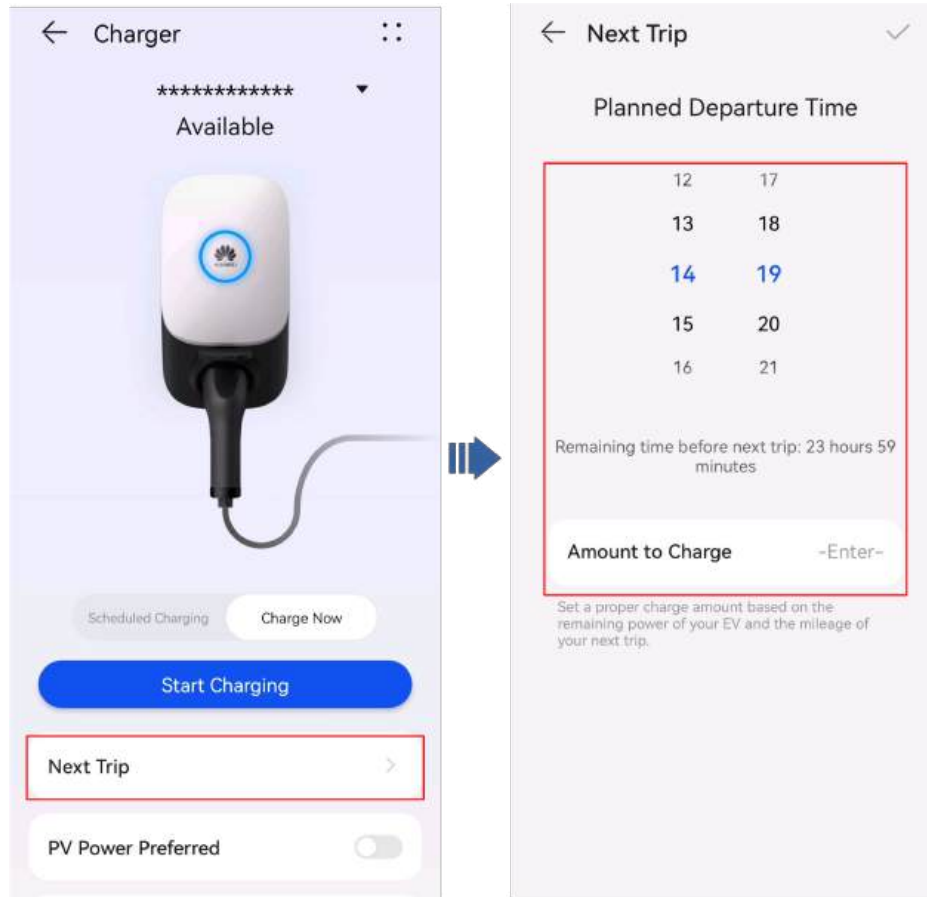 Charger
************
Available
HUAWEI
Scheduled Charging Charge Now
Start Charging
Next Trip
PV Power Preferred
Next Trip
Planned Departure Time
12 17
13 18
14 19
15 20
16 21
Remaining time before next trip: 23 hours 59
minutes
Amount to Charge -Enter-
Set a proper charge amount based on the
remaining power of your EV and the mileage of
your next trip.